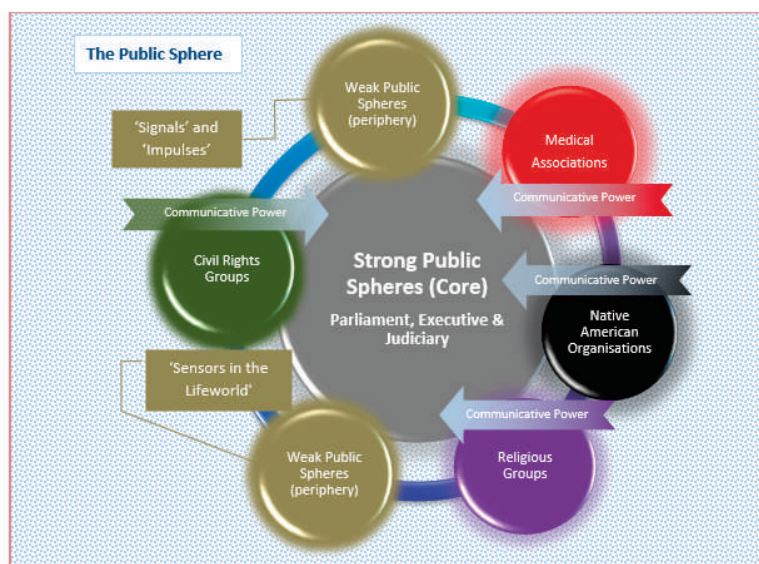 The Public Sphere
Weak Public
Spheres
(periphery)
'Signals' and
'Impulses'
Medical
Associations
Communicative Power
Communicative Power
Civil Rights
Groups
Strong Public
Spheres (Core)
Parliament, Executive &
Judiciary
Communicative Power
Native
American
Organisations
'Sensors in the
Lifeworld'
Communicative Power
Weak Public
Spheres
(periphery)
Religious
Groups